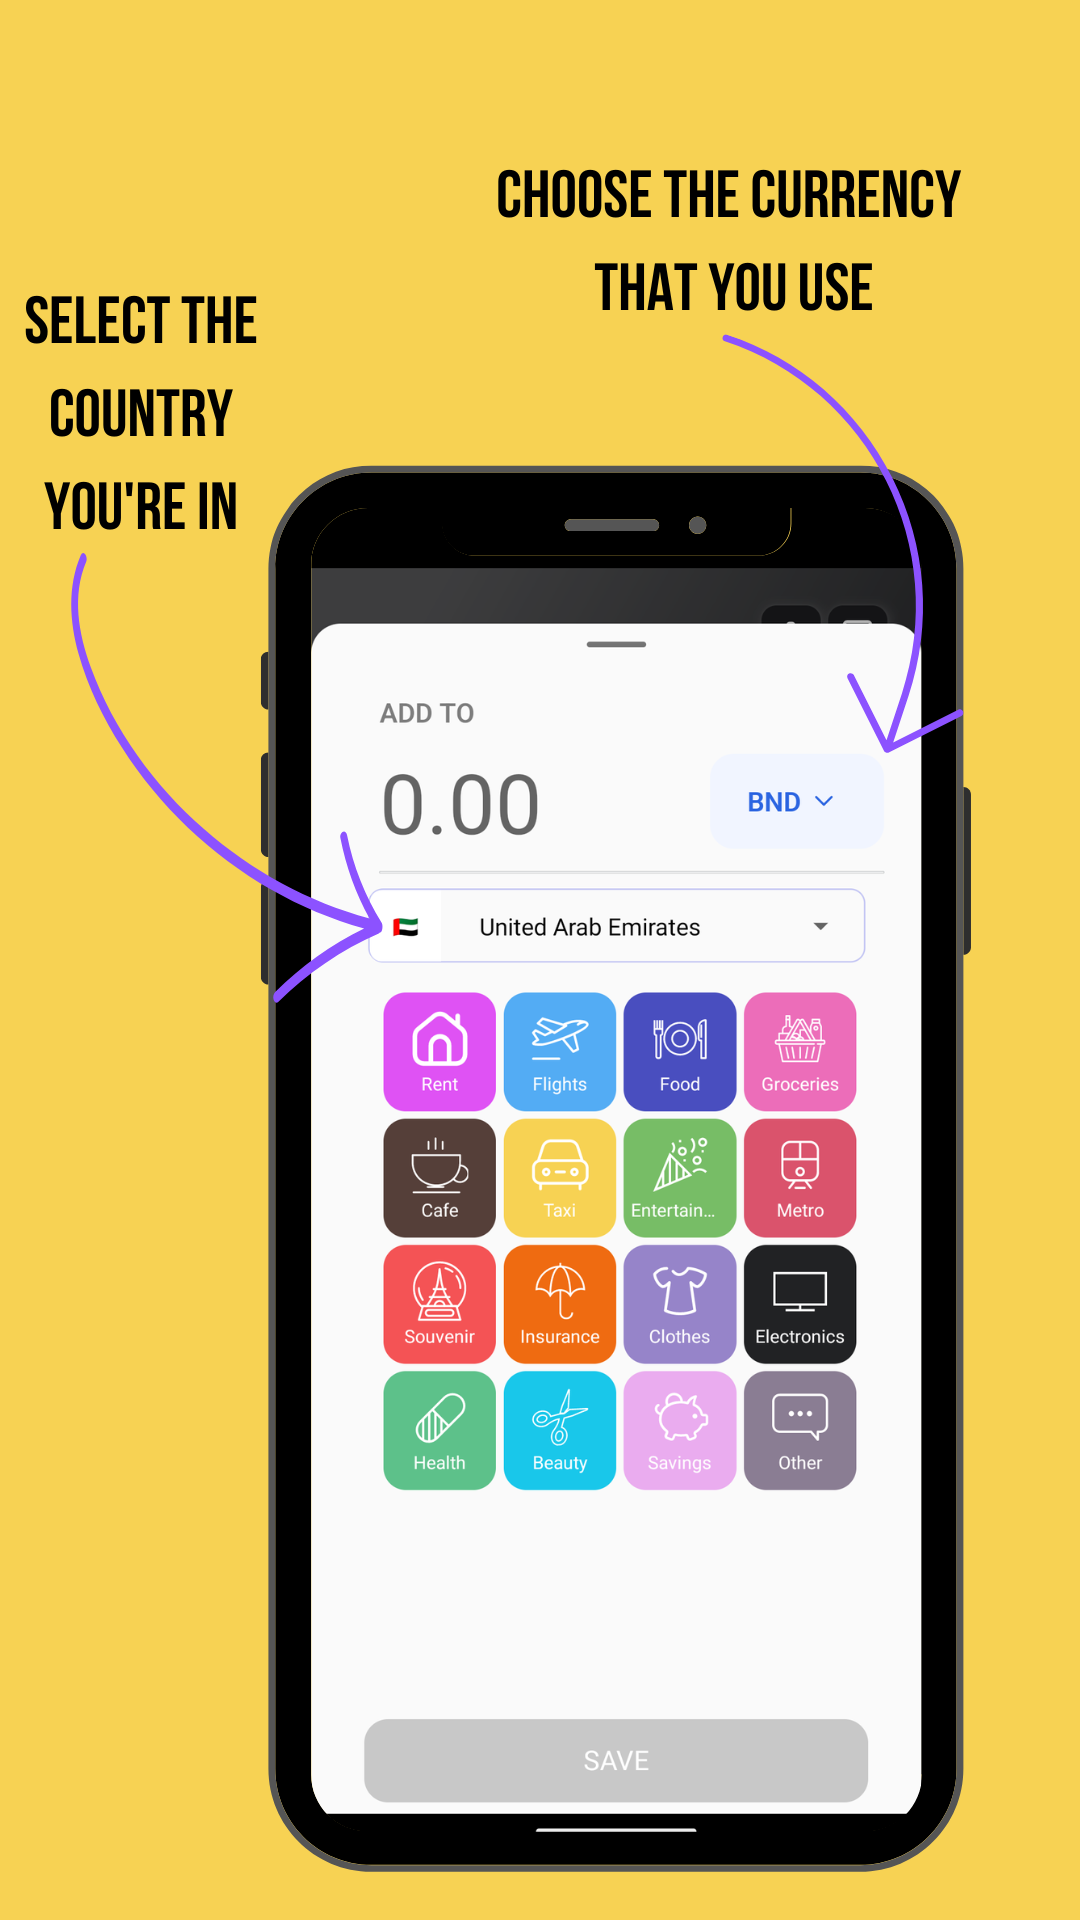 CHOOSE THE CURRENCY
THAT YOU USE
SELECT THE
COUNTRY
YOU'RE IN
ADD TO
0.00
BND
United Arab Emirates
Rent
Flights
Food
Groceries
Cafe
Taxi
Entertain...
Metro
Souvenir
Insurance
Clothes
Electronics
Health
Beauty
Savings
Other
SAVE